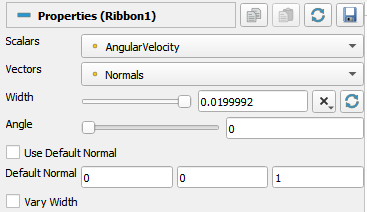 Properties (Ribbon1)
Scalars AngularVelocity
Vectors Normals
Width 0.0199992
Angle 0
Use Default Normal
Default Normal 0 0 1
Vary Width